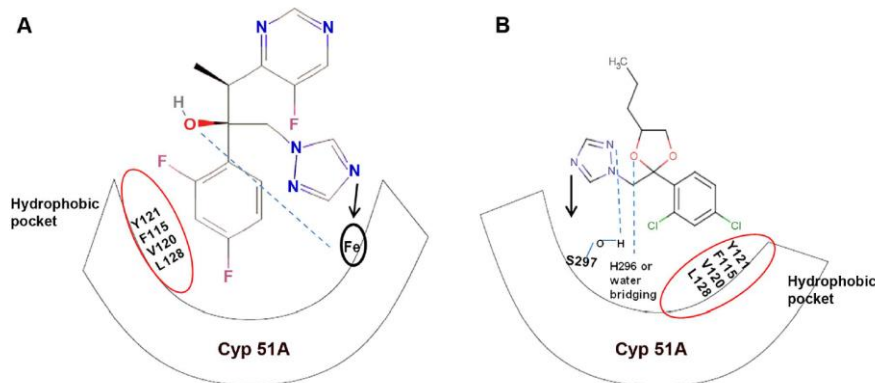 A
N
N
H
O
F
F
N
N
N
F
Hydrophobic
pocket
Y121
F115
V120
L128
Fe
Cyp 51A
B
H₃C
N
N
N
O
O
Cl
Cl
O
H
S297
H296 or
water
bridging
Y121
F115
V120
L128
Hydrophobic
pocket
Cyp 51A